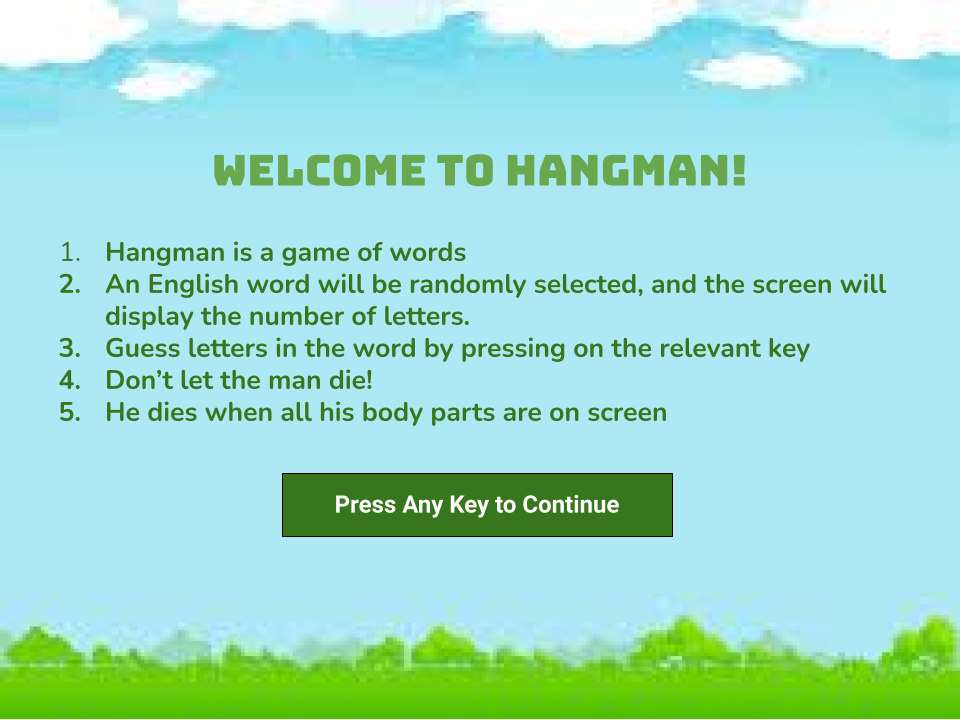 WELCOME TO HANGMAN!
1. Hangman is a game of words
2. An English word will be randomly selected, and the screen will
display the number of letters.
3. Guess letters in the word by pressing on the relevant key
4. Don’t let the man die!
5. He dies when all his body parts are on screen
Press Any Key to Continue